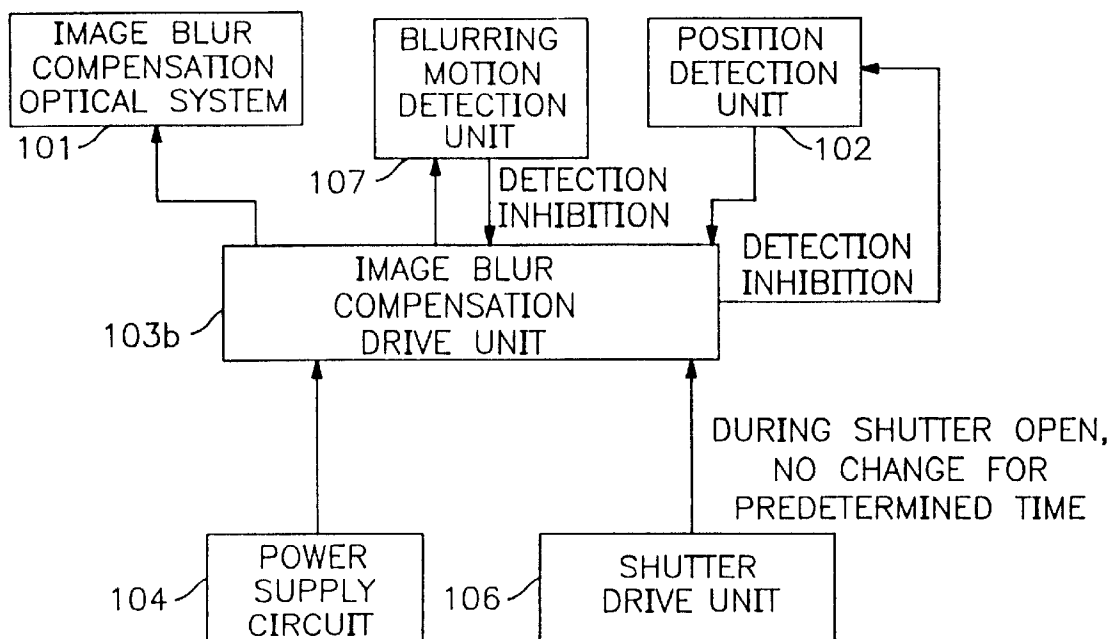 IMAGE BLUR
COMPENSATION
OPTICAL SYSTEM
101
BLURRING
MOTION
DETECTION
UNIT
107
POSITION
DETECTION
UNIT
102
DETECTION
INHIBITION
DETECTION
INHIBITION
IMAGE BLUR
COMPENSATION
DRIVE UNIT
103b
DURING SHUTTER OPEN,
NO CHANGE FOR
PREDETERMINED TIME
POWER
SUPPLY
CIRCUIT
104
SHUTTER
DRIVE UNIT
106